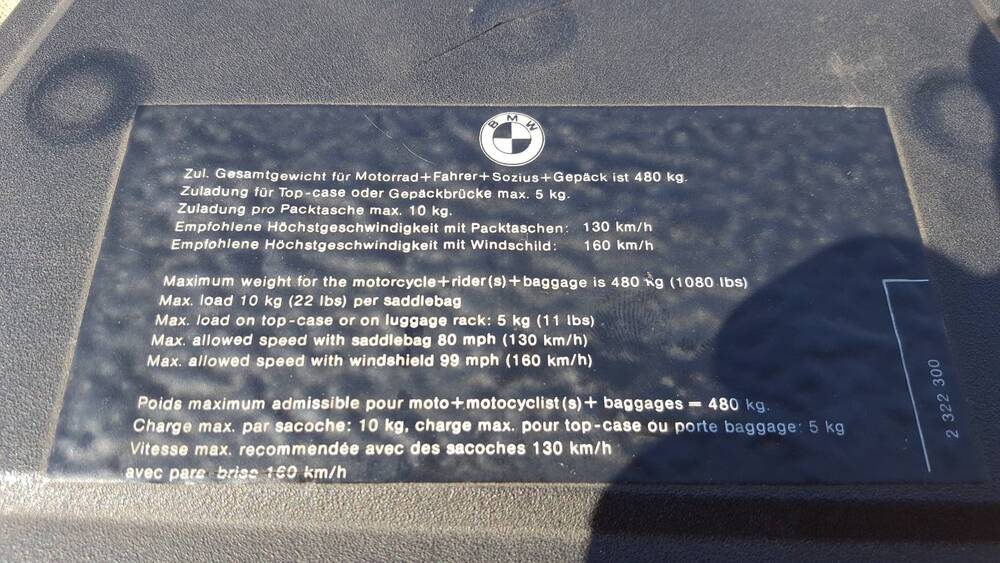 BMW
Zul. Gesamtgewicht für Motorrad+Fahrer+Sozius+Gepäck ist 480 kg.
Zuladung für Top-case oder Gepäckbrücke max. 5 kg.
Zuladung pro Packtasche max. 10 kg.
Empfohlene Höchstgeschwindigkeit mit Packtaschen: 130 km/h
Empfohlene Höchstgeschwindigkeit mit Windschild: 160 km/h
Maximum weight for the motorcycle+rider(s)+baggage is 480 kg (1080 lbs)
Max. load 10 kg (22 lbs) per saddlebag
Max. load on top-case or on luggage rack: 5 kg (11 lbs)
Max. allowed speed with saddlebag 80 mph (130 km/h)
Max. allowed speed with windshield 99 mph (160 km/h)
Poids maximum admissible pour moto+motocyclist(s)+ baggages = 480 kg.
Charge max. par sacoche: 10 kg, charge max. pour top-case ou porte baggage: 5 kg
Vitesse max. recommendée avec des sacoches 130 km/h
avec pare brise 160 km/h
2 322 300